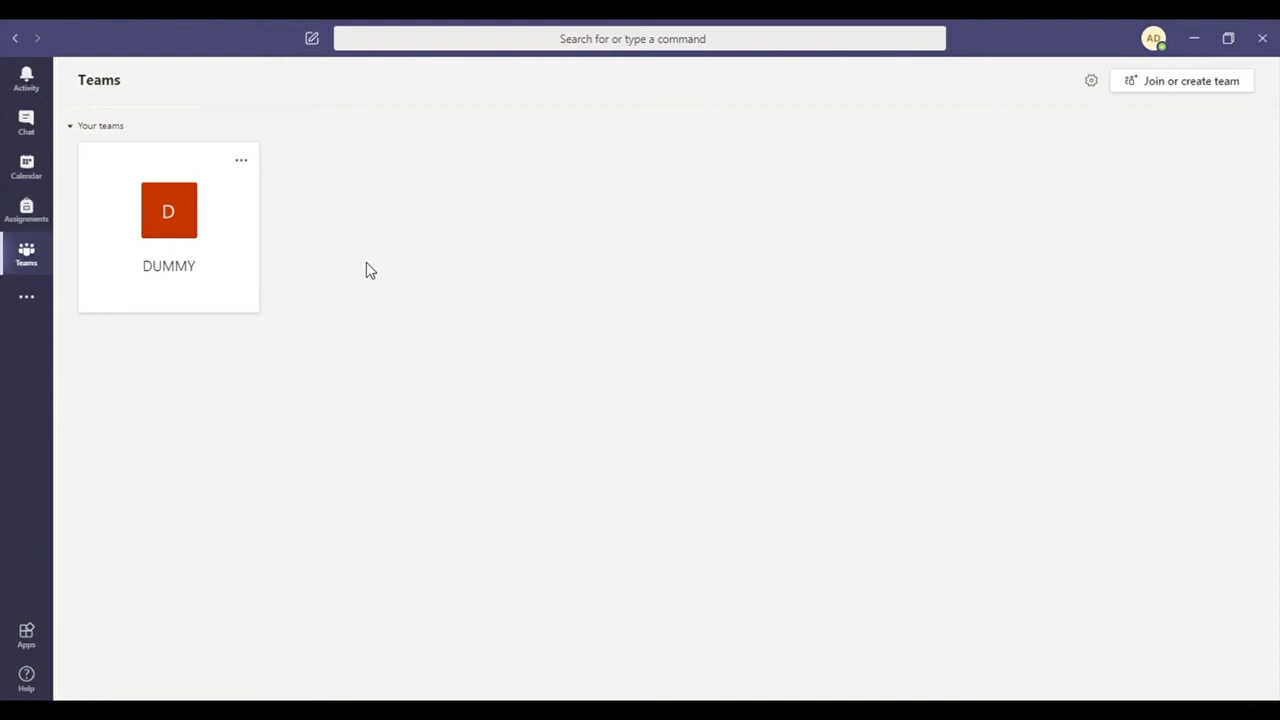 Search for or type a command
AD
Activity
Chat
Calendar
Assignments
Teams
Apps
Help
Teams
Join or create team
Your teams
D
DUMMY